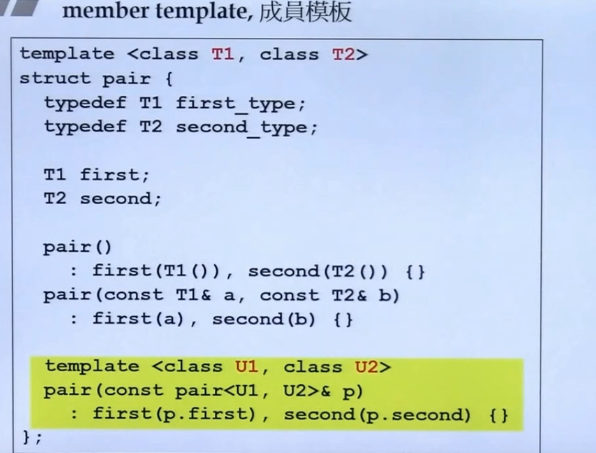 member template, 成員模板
template <class T1, class T2>
struct pair {
typedef T1 first_type;
typedef T2 second_type;
T1 first;
T2 second;
pair()
: first(T1()), second(T2()) {}
pair(const T1& a, const T2& b)
: first(a), second(b) {}
template <class U1, class U2>
pair(const pair<U1, U2>& p)
: first(p.first), second(p.second) {}
};